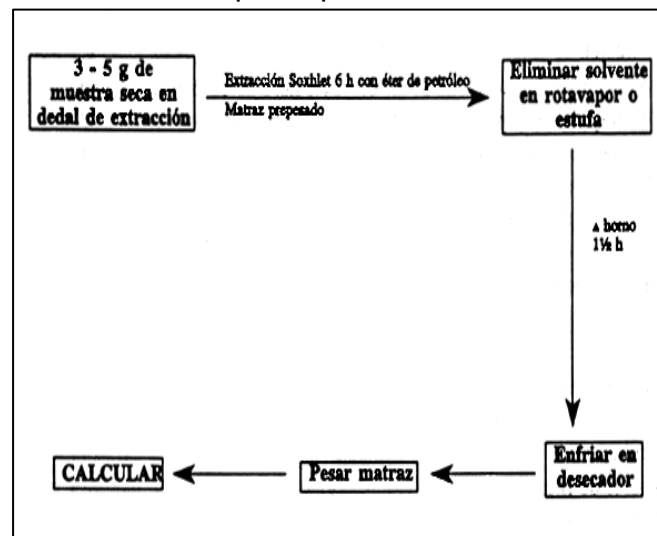 3 - 5 g de
muestra seca en
dedal de extracción
Extracción Soxhlet 6 h con éter de petróleo
Matraz prepesado
Eliminar solvente
en rotavapor o
estufa
▲ horno
1½ h
Enfriar en
desecador
Pesar matraz
CALCULAR